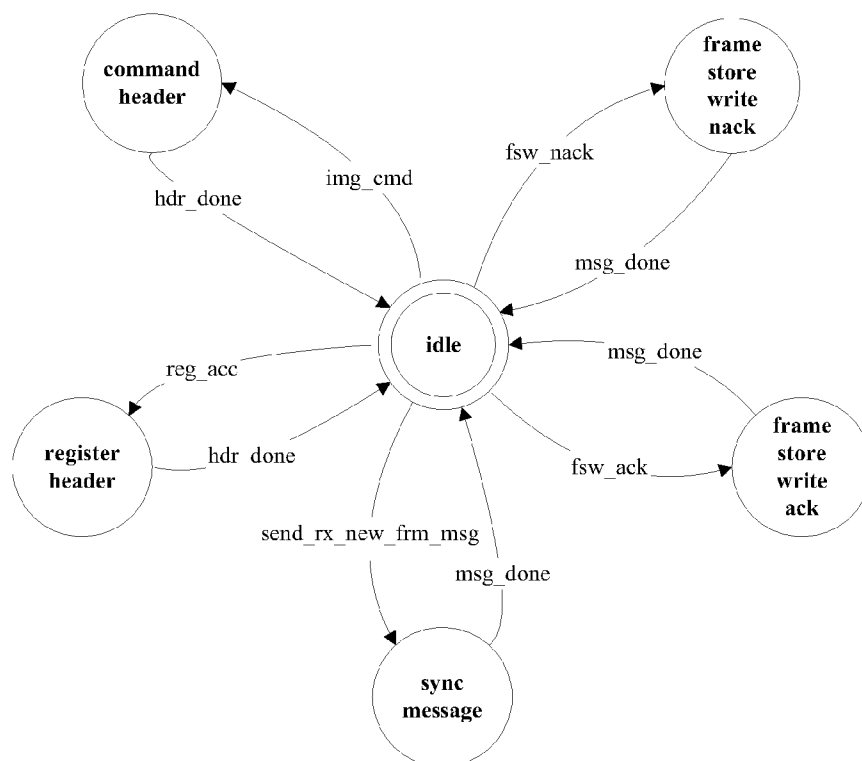 command
header
frame
store
write
nack
fsw_nack
img_cmd
hdr_done
msg_done
idle
reg_acc
msg_done
register
header
hdr_done
frame
store
write
ack
fsw_ack
send_rx_new_frm_msg
msg_done
sync
message